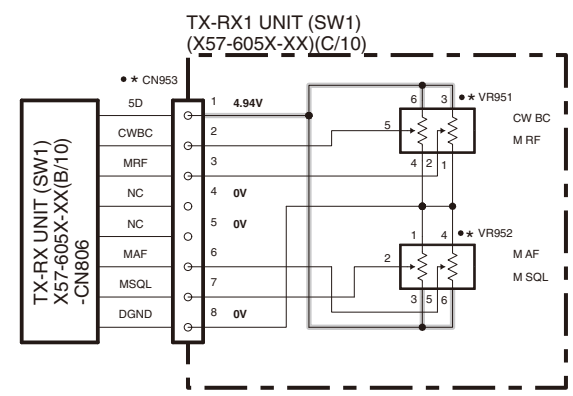 TX-RX1 UNIT (SW1)
(X57-605X-XX)(C/10)
● * CN953
TX-RX UNIT (SW1)
X57-605X-XX(B/10)
-CN806
5D 1 4.94V
CWBC 2
MRF 3
NC 4 0V
NC 5 0V
MAF 6
MSQL 7
DGND 8 0V
6 3 ● * VR951
5
CW BC
M RF
4 2 1
1 4 ● * VR952
2
M AF
M SQL
3 5 6